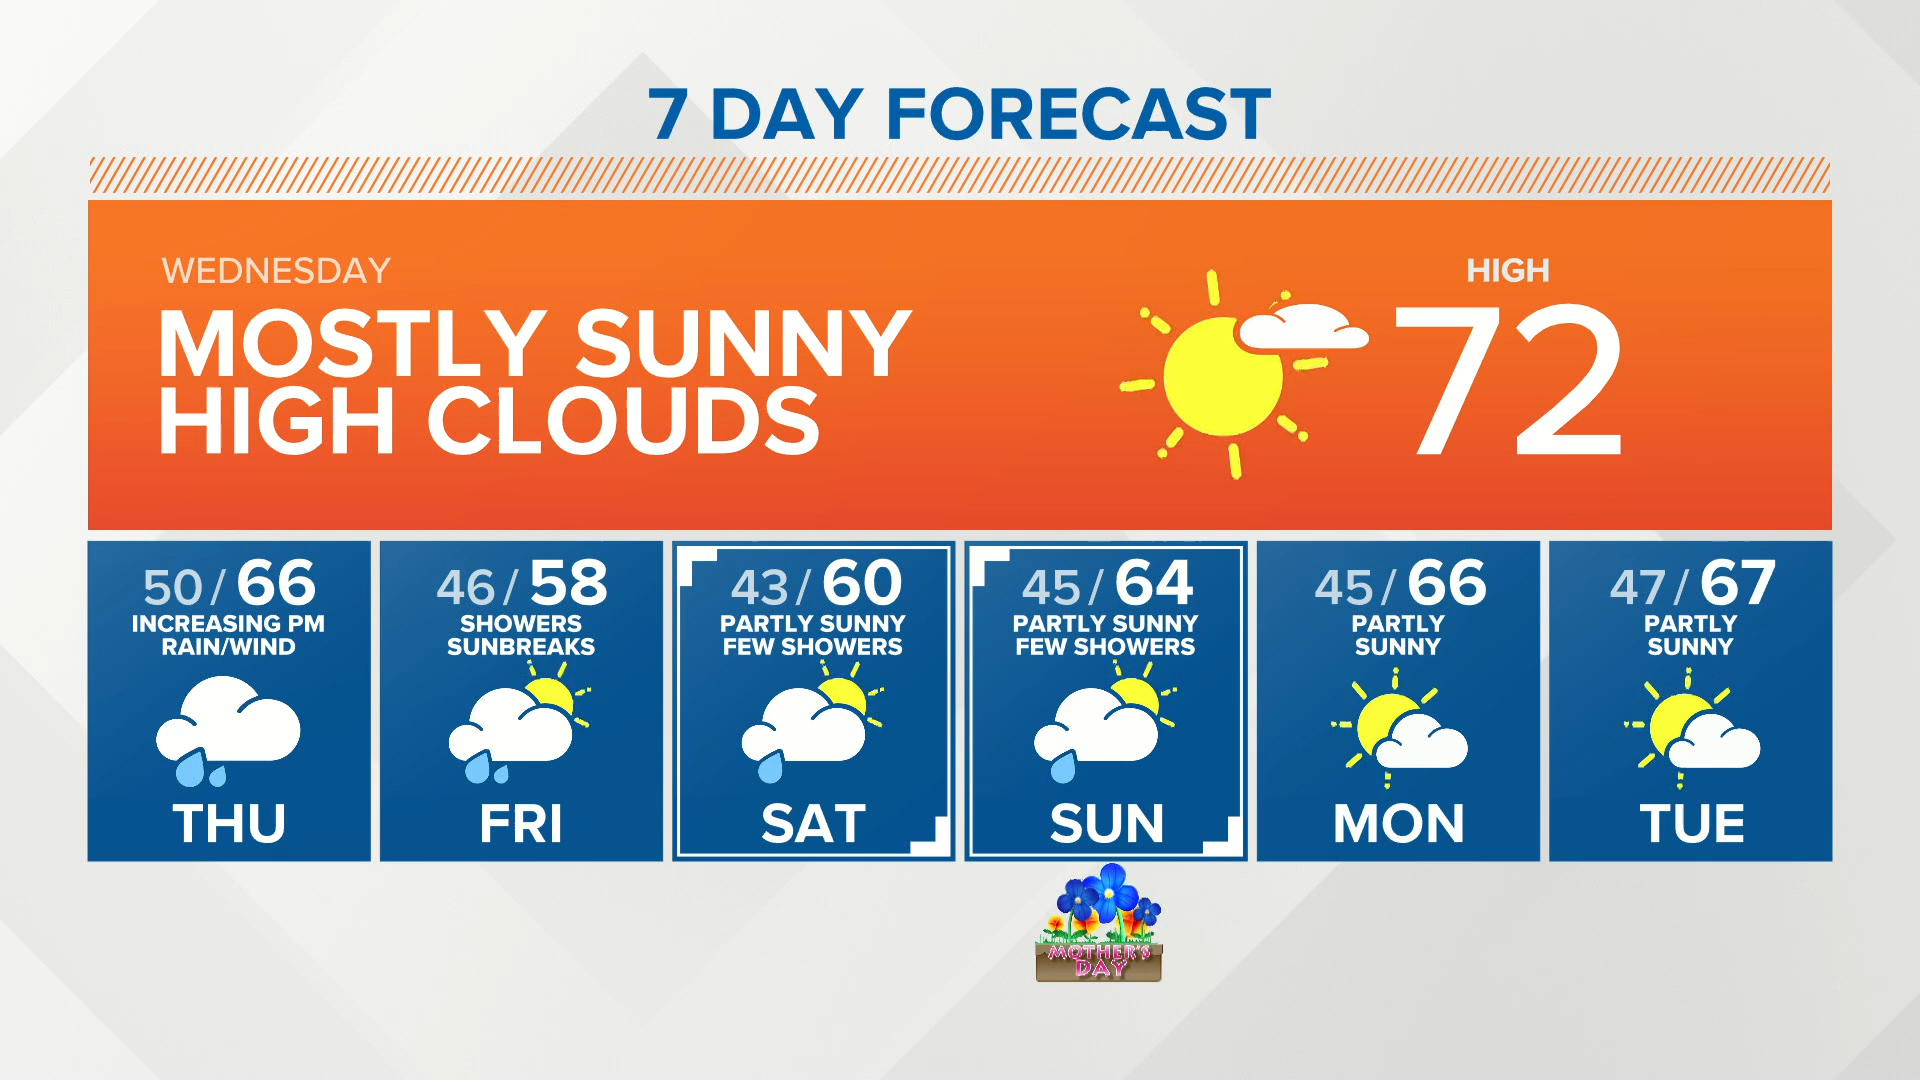 7 DAY FORECAST
WEDNESDAY
MOSTLY SUNNY
HIGH CLOUDS
HIGH
72
50/66
INCREASING PM
RAIN/WIND
THU
46/58
SHOWERS
SUNBREAKS
FRI
43/60
PARTLY SUNNY
FEW SHOWERS
SAT
45/64
PARTLY SUNNY
FEW SHOWERS
SUN
45/66
PARTLY
SUNNY
MON
47/67
PARTLY
SUNNY
TUE
MOTHER'S
DAY